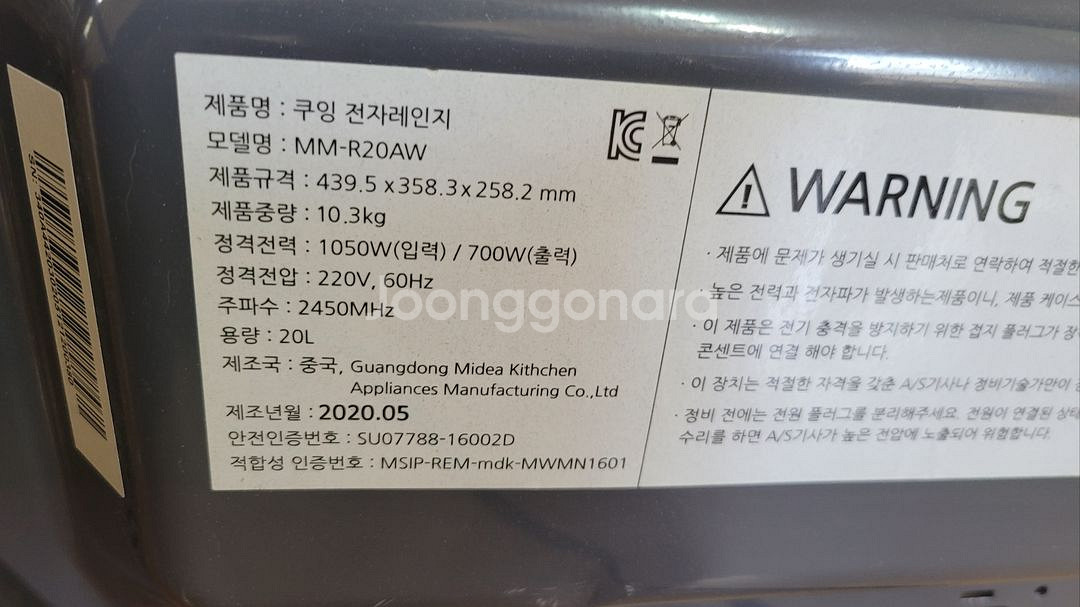 제품명 : 쿠잉 전자레인지
모델명 : MM-R20AW
제품규격 : 439.5 x 358.3 x 258.2 mm
제품중량 : 10.3kg
정격전력 : 1050W(입력) / 700W(출력)
정격전압 : 220V, 60Hz
주파수 : 2450MHz
용량 : 20L
제조국 : 중국, Guangdong Midea Kithchen
Appliances Manufacturing Co.,Ltd
제조년월 : 2020.05
안전인증번호 : SU07788-16002D
적합성 인증번호 : MSIP-REM-mdk-MWMN1601
WARNING
· 제품에 문제가 생기실 시 판매처로 연락하여 적절한
· 높은 전력과 전자파가 발생하는제품이니, 제품 케이스
· 이 제품은 전기 충격을 방지하기 위한 접지 플러그가 장
콘센트에 연결 해야 합니다.
· 이 장치는 적절한 자격을 갖춘 A/S기사나 정비기술가만이
· 정비 전에는 전원 플러그를 분리해주세요. 전원이 연결된 상태
수리를 하면 A/S기사가 높은 전압에 노출되어 위험합니다.
Joonggonara